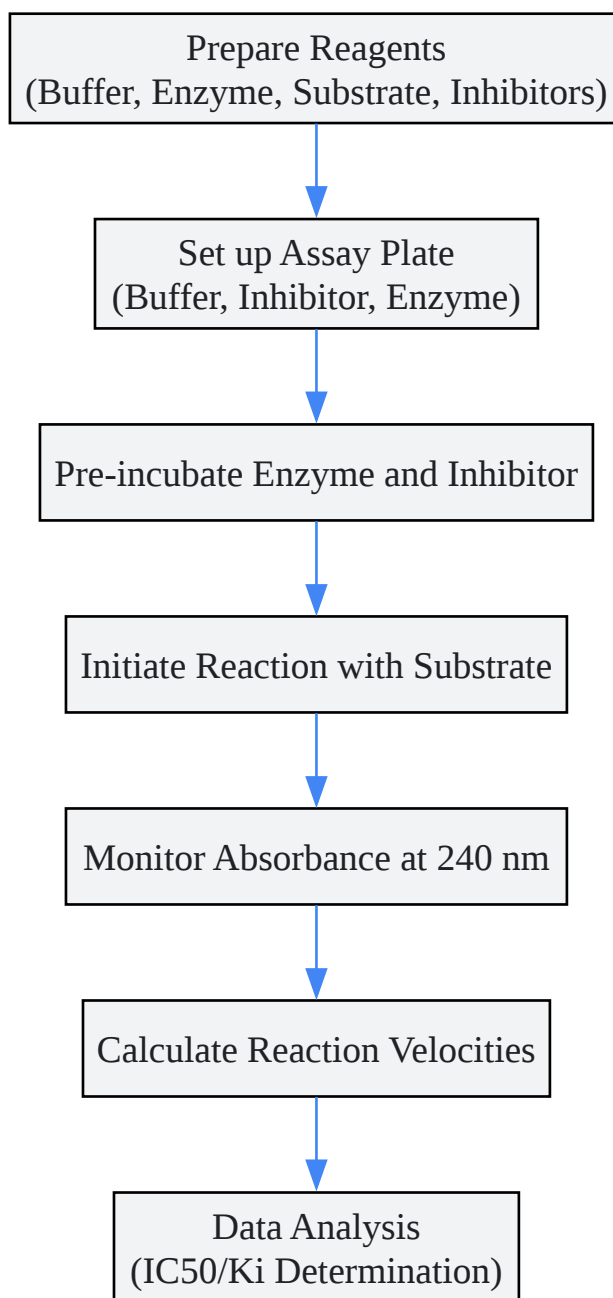 Prepare Reagents
(Buffer, Enzyme, Substrate, Inhibitors)
Set up Assay Plate
(Buffer, Inhibitor, Enzyme)
Pre-incubate Enzyme and Inhibitor
Initiate Reaction with Substrate
Monitor Absorbance at 240 nm
Calculate Reaction Velocities
Data Analysis
(IC50/Ki Determination)